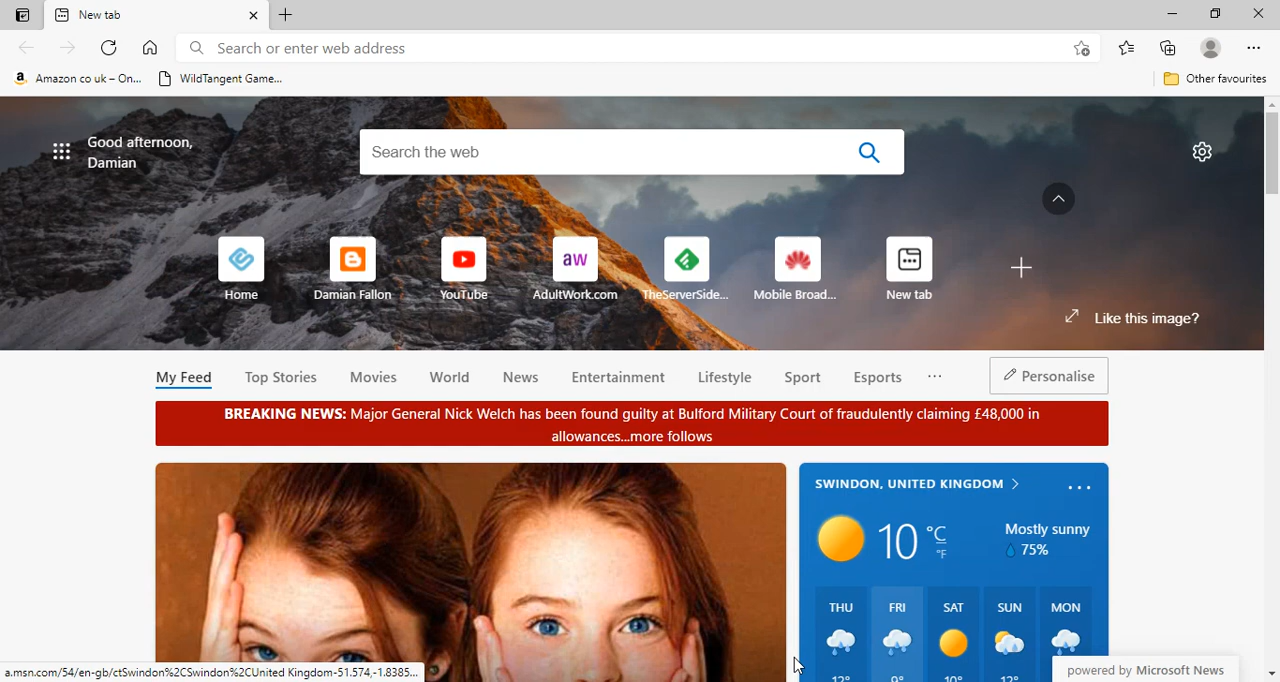 New tab
Search or enter web address
a Amazon co uk – On...
WildTangent Game...
Other favourites
Good afternoon,
Damian
Search the web
Home
Damian Fallon
YouTube
aw
AdultWork.com
TheServerSide...
Mobile Broad...
New tab
Like this image?
My Feed
Top Stories
Movies
World
News
Entertainment
Lifestyle
Sport
Esports
...
Personalise
BREAKING NEWS: Major General Nick Welch has been found guilty at Bulford Military Court of fraudulently claiming £48,000 in
allowances...more follows
SWINDON, UNITED KINGDOM >
...
10 °C
°F
Mostly sunny
75%
THU
FRI
SAT
SUN
MON
12°
9°
10°
12°
a.msn.com/54/en-gb/ctSwindon%2CSwindon%2CUnited Kingdom-51.574,-1.8385...
powered by Microsoft News